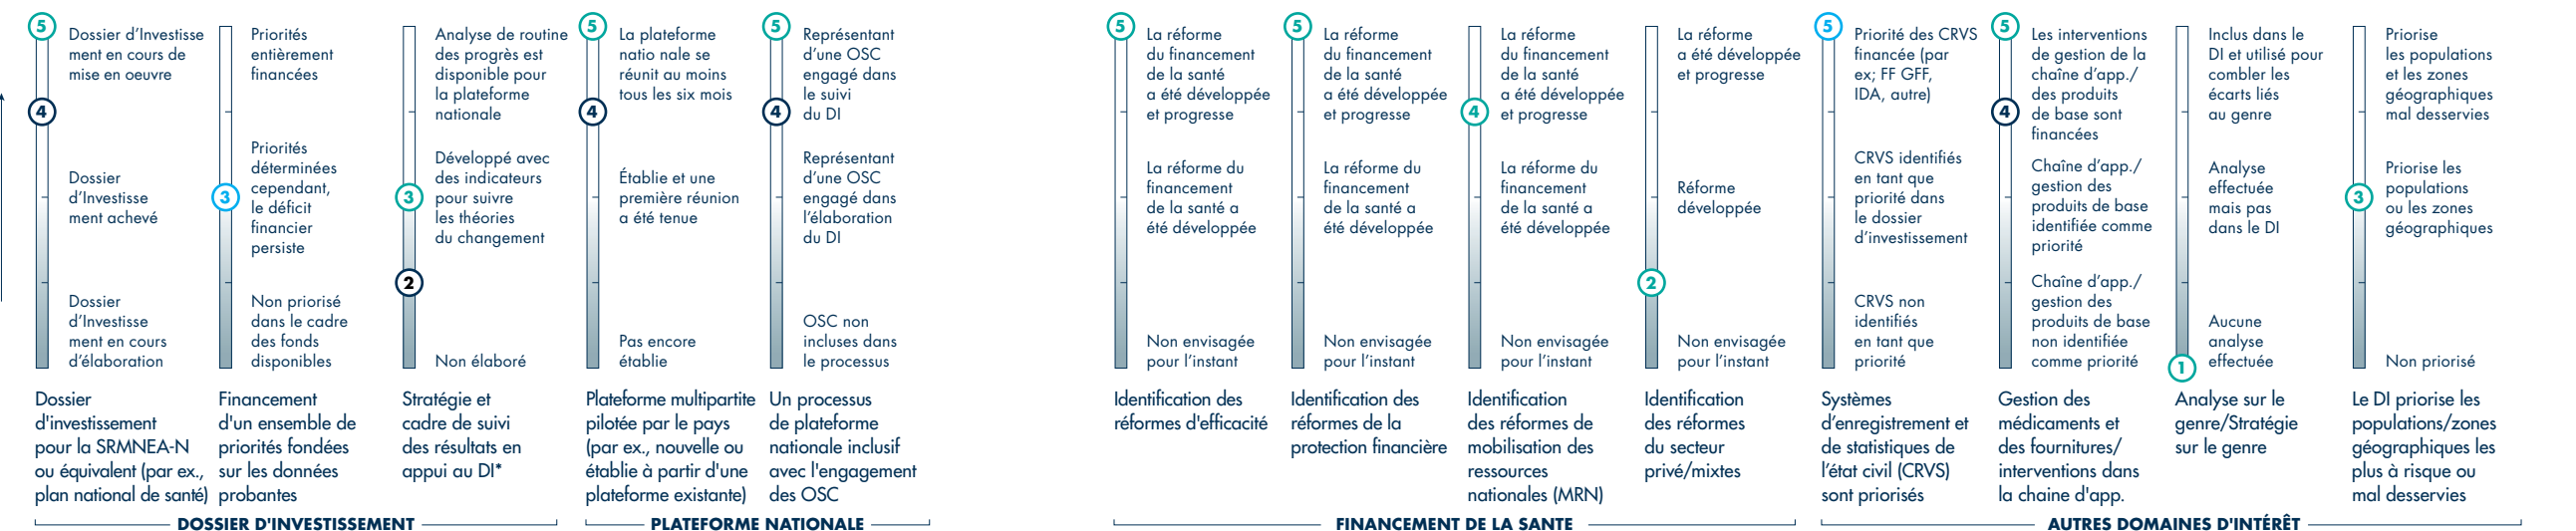 5
4
Dossier d'Investisse
ment en cours de
mise en oeuvre
Dossier
d'Investisse
ment achevé
Dossier
d'Investisse
ment en cours
d'élaboration
Dossier
d'investissement
pour la SRMNEA-N
ou équivalent (par ex.,
plan national de santé)
3
Priorités
entièrement
financées
Priorités
déterminées
cependant,
le déficit
financier
persiste
Non priorisé
dans le cadre
des fonds
disponibles
Financement
d'un ensemble de
priorités fondées
sur les données
probantes
3
2
Analyse de routine
des progrès est
disponible pour
la plateforme
nationale
Développé avec
des indicateurs
pour suivre
les théories
du changement
Non élaboré
Stratégie et
cadre de suivi
des résultats en
appui au DI*
DOSSIER D'INVESTISSEMENT
5
4
La plateforme
natio nale se
réunit au moins
tous les six mois
Établie et une
première réunion
a été tenue
Pas encore
établie
Plateforme multipartite
pilotée par le pays
(par ex., nouvelle ou
établie à partir d'une
plateforme existante)
5
4
Représentant
d'une OSC
engagé dans
le suivi
du DI
Représentant
d'une OSC
engagé dans
l'élaboration
du DI
OSC non
incluses dans
le processus
Un processus
de plateforme
nationale inclusif
avec l'engagement
des OSC
PLATEFORME NATIONALE
5
La réforme
du financement
de la santé
a été développée
et progresse
La réforme du
financement
de la santé a
été développée
Non envisagée
pour l'instant
Identification des
réformes d'efficacité
5
La réforme
du financement
de la santé
a été développée
et progresse
La réforme du
financement
de la santé a
été développée
Non envisagée
pour l'instant
Identification des
réformes de la
protection financière
4
La réforme
du financement
de la santé
a été développée
et progresse
La réforme du
financement
de la santé a
été développée
Non envisagée
pour l'instant
Identification
des réformes de
mobilisation des
ressources
nationales (MRN)
2
La réforme
a été développée
et progresse
Réforme
développée
Non envisagée
pour l'instant
Identification
des réformes
du secteur
privé/mixtes
FINANCEMENT DE LA SANTE
5
Priorité des CRVS
financée (par
ex; FF GFF,
IDA, autre)
CRVS identifiés
en tant que
priorité dans
le dossier
d'investissement
CRVS non
identifiés
en tant que
priorité
Systèmes
d'enregistrement et
de statistiques de
l'état civil (CRVS)
sont priorisés
5
4
Les interventions
de gestion de la
chaîne d'app./
des produits
de base sont
financées
Chaîne d'app./
gestion des
produits de base
identifiée comme
priorité
Chaîne d'app./
gestion des
produits de base
non identifiée
comme priorité
Gestion des
médicaments et
des fournitures/
interventions dans
la chaine d'app.
1
Inclus dans le
DI et utilisé pour
combler les
écarts liés
au genre
Analyse
effectuée
mais pas
dans le DI
Aucune
analyse
effectuée
Analyse sur le
genre/Stratégie
sur le genre
3
Priorise
les populations
et les zones
géographiques
mal desservies
Priorise les
populations
ou les zones
géographiques
Non priorisé
Le DI priorise les
populations/zones
géographiques les
plus à risque ou
mal desservies
AUTRES DOMAINES D'INTÉRÊT